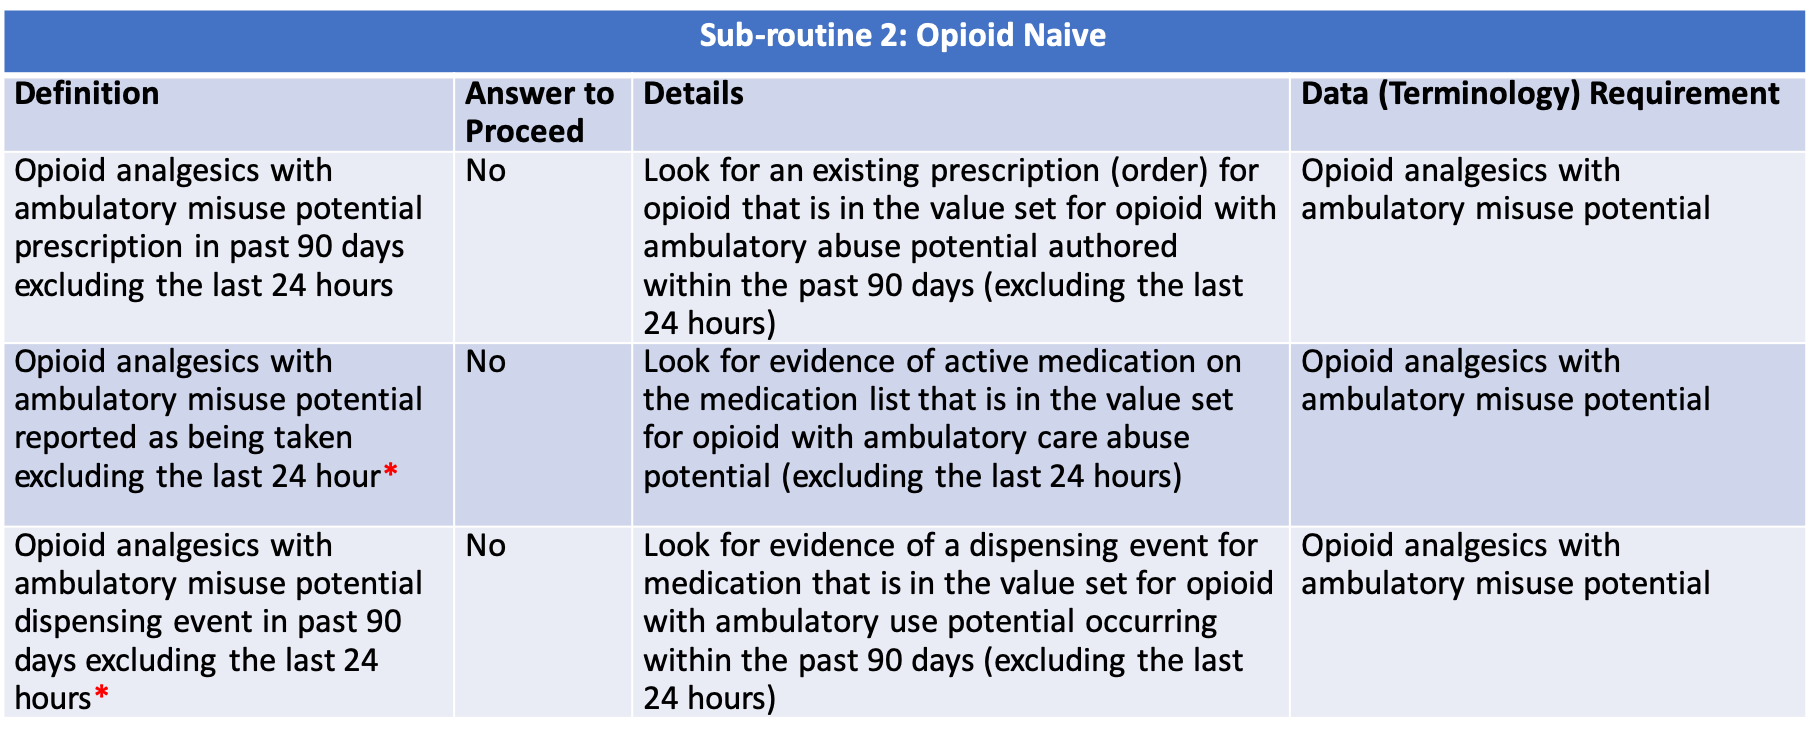 Sub-routine 2: Opioid Naive
Definition
Answer to
Proceed
Details
Data (Terminology) Requirement
Opioid analgesics with
ambulatory misuse potential
prescription in past 90 days
excluding the last 24 hours
No
Look for an existing prescription (order) for
opioid that is in the value set for opioid with
ambulatory abuse potential authored
within the past 90 days (excluding the last
24 hours)
Opioid analgesics with
ambulatory misuse potential
Opioid analgesics with
ambulatory misuse potential
reported as being taken
excluding the last 24 hour*
No
Look for evidence of active medication on
the medication list that is in the value set
for opioid with ambulatory care abuse
potential (excluding the last 24 hours)
Opioid analgesics with
ambulatory misuse potential
Opioid analgesics with
ambulatory misuse potential
dispensing event in past 90
days excluding the last 24
hours*
No
Look for evidence of a dispensing event for
medication that is in the value set for opioid
with ambulatory use potential occurring
within the past 90 days (excluding the last
24 hours)
Opioid analgesics with
ambulatory misuse potential